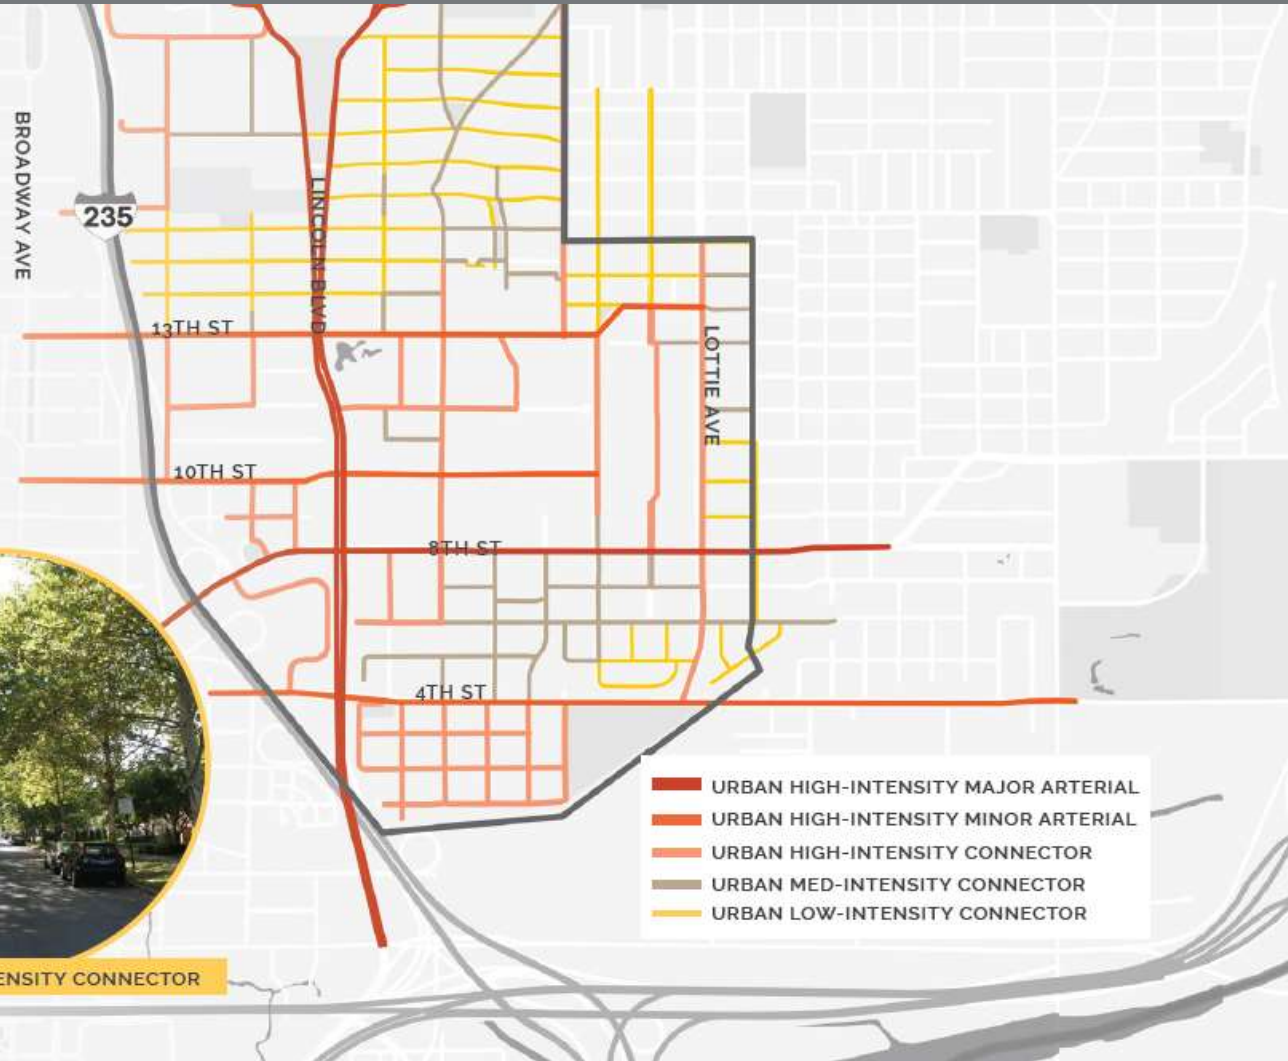 BROADWAY AVE
235
LINCOLN BLVD
13TH ST
LOTTIE AVE
10TH ST
8TH ST
4TH ST
URBAN HIGH-INTENSITY MAJOR ARTERIAL
URBAN HIGH-INTENSITY MINOR ARTERIAL
URBAN HIGH-INTENSITY CONNECTOR
URBAN MED-INTENSITY CONNECTOR
URBAN LOW-INTENSITY CONNECTOR
ENSITY CONNECTOR